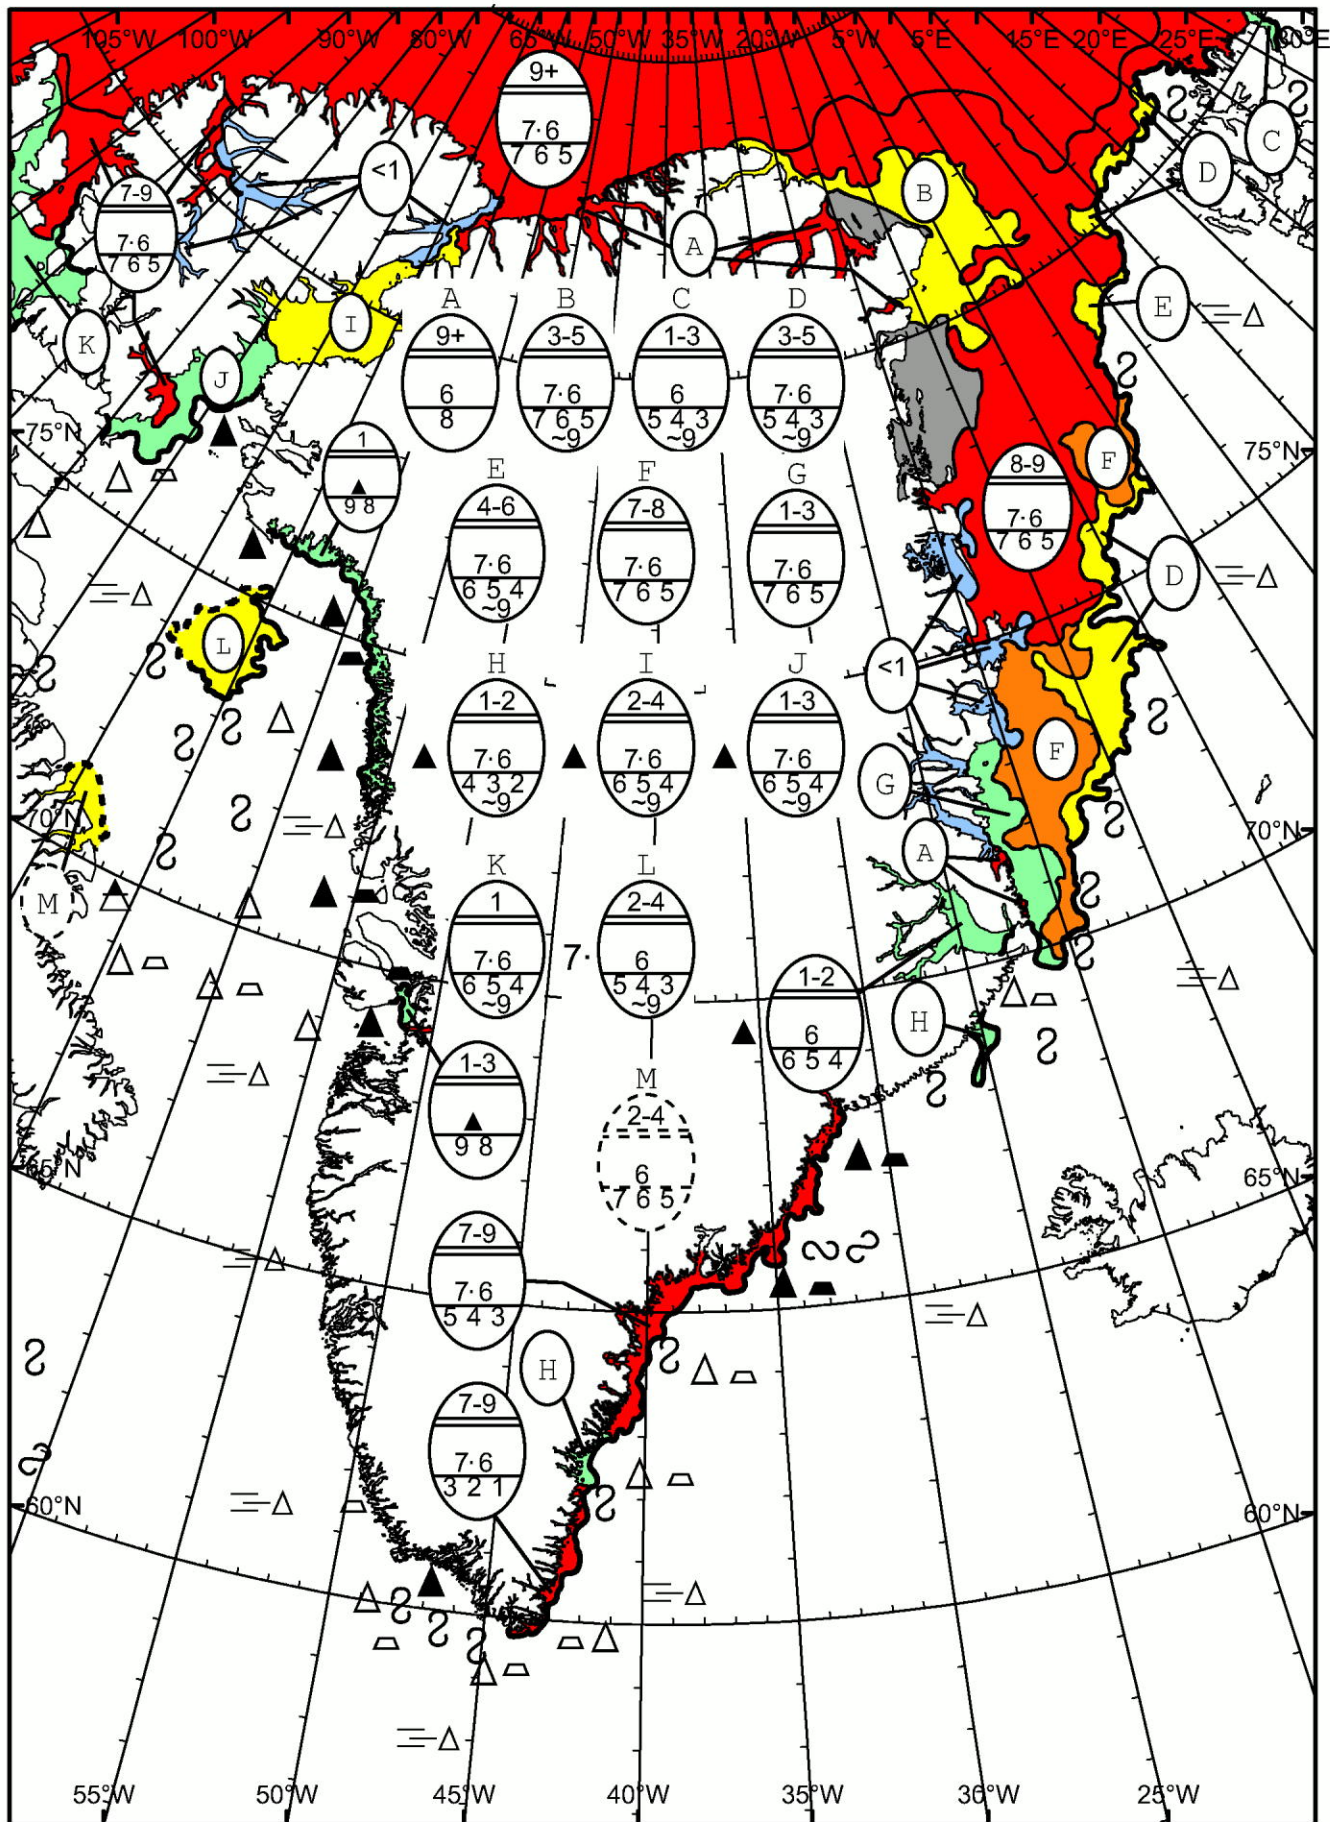 105°W 100°W 90°W 80°W 65°W 50°W 35°W 20°W 5°W 5°E 15°E 20°E 25°E 30°E
9+
7·6
7 6 5
C
D
<1
B
7-9
7·6
7 6 5
A
E
I
K
J
A B C D
9+ 3-5 1-3 3-5
6 7·6 6 7·6
8 7 6 5 5 4 3 5 4 3
~9 ~9 ~9
75°N
75°N
1
9 8
F
8-9
7·6
7 6 5
E F G
4-6 7-8 1-3
7·6 7·6 7·6
6 5 4 7 6 5 7 6 5
~9
D
L
<1
H I J
1-2 2-4 1-3
7·6 7·6 7·6
4 3 2 6 5 4 6 5 4
~9 ~9 ~9
F
G
70°N
70°N
A
M
K L
1 2-4
7·6 7· 6
6 5 4 5 4 3
~9 ~9
1-2
6
6 5 4
H
1-3
9 8
M
2-4
6
7 6 5
65°N
65°N
7-9
7·6
5 4 3
H
7-9
7·6
3 2 1
60°N
60°N
55°W 50°W 45°W 40°W 35°W 30°W 25°W